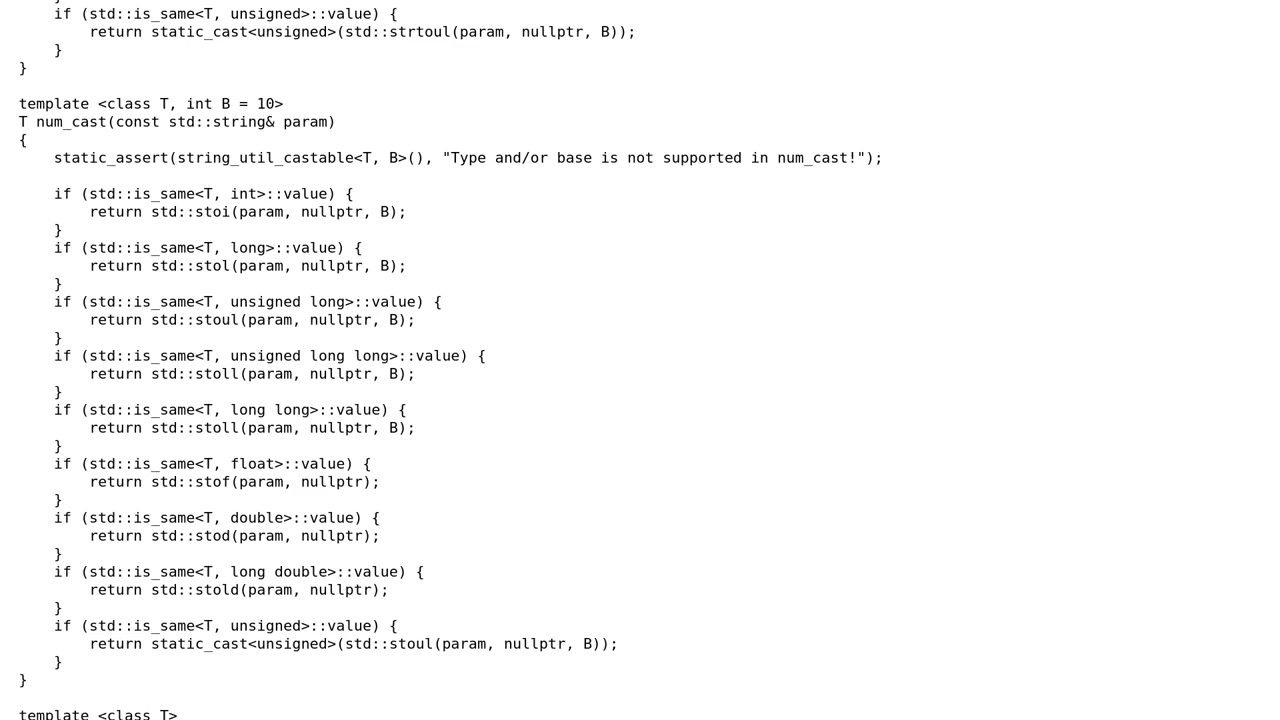 if (std::is_same<T, unsigned>::value) {
        return static_cast<unsigned>(std::strtoul(param, nullptr, B));
    }
}

template <class T, int B = 10>
T num_cast(const std::string& param)
{
    static_assert(string_util_castable<T, B>(), "Type and/or base is not supported in num_cast!");

    if (std::is_same<T, int>::value) {
        return std::stoi(param, nullptr, B);
    }
    if (std::is_same<T, long>::value) {
        return std::stol(param, nullptr, B);
    }
    if (std::is_same<T, unsigned long>::value) {
        return std::stoul(param, nullptr, B);
    }
    if (std::is_same<T, unsigned long long>::value) {
        return std::stoll(param, nullptr, B);
    }
    if (std::is_same<T, long long>::value) {
        return std::stoll(param, nullptr, B);
    }
    if (std::is_same<T, float>::value) {
        return std::stof(param, nullptr);
    }
    if (std::is_same<T, double>::value) {
        return std::stod(param, nullptr);
    }
    if (std::is_same<T, long double>::value) {
        return std::stold(param, nullptr);
    }
    if (std::is_same<T, unsigned>::value) {
        return static_cast<unsigned>(std::stoul(param, nullptr, B));
    }
}

template <class T>